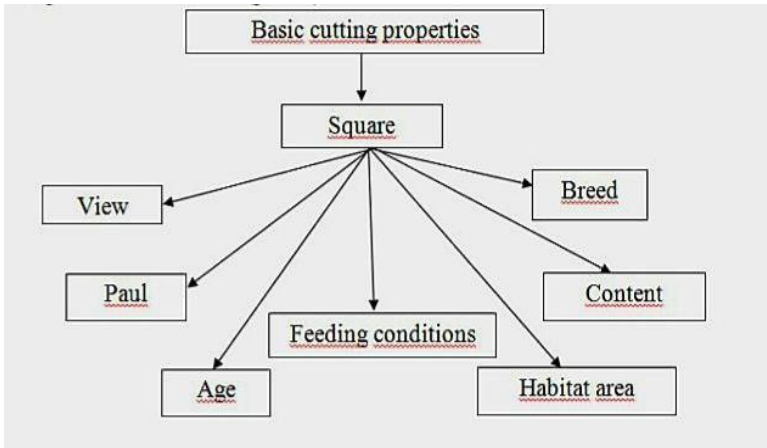 Basic cutting properties
Square
View
Breed
Paul
Content
Feeding conditions
Age
Habitat area